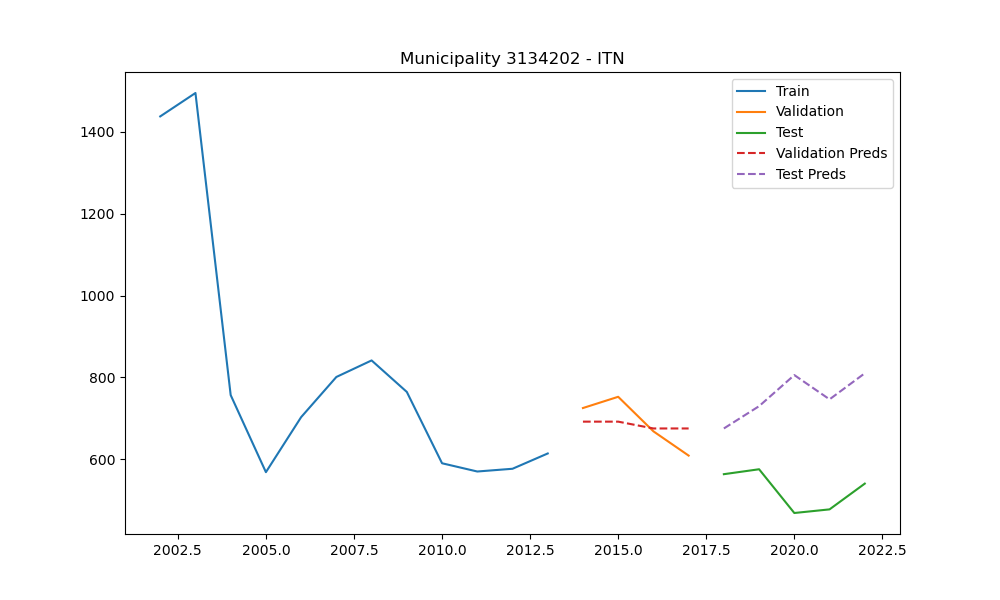 Municipality 3134202 - ITN
Train
Validation
Test
Validation Preds
Test Preds
1400
1200
1000
800
600
2002.5 2005.0 2007.5 2010.0 2012.5 2015.0 2017.5 2020.0 2022.5